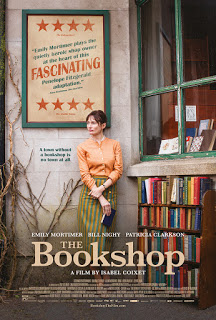 "Emily Mortimer plays the
quietly heroic shop owner
at the heart of this
FASCINATING
Penelope Fitzgerald
adaptation."
A town without
a bookshop is
no town at all.
EMILY MORTIMER BILL NIGHY PATRICIA CLARKSON
THE
Bookshop
A FILM BY ISABEL COIXET